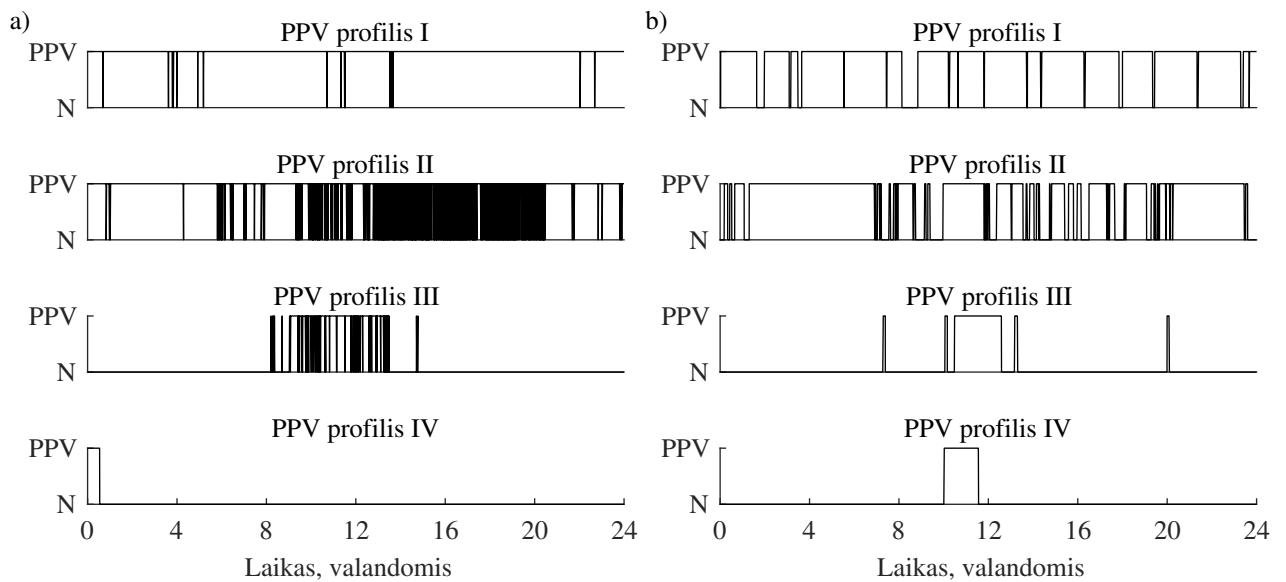 a)
PPV profilis I
PPV
N
PPV profilis II
PPV
N
PPV profilis III
PPV
N
PPV profilis IV
PPV
N
0 4 8 12 16 20 24
Laikas, valandomis
b)
PPV profilis I
PPV
N
PPV profilis II
PPV
N
PPV profilis III
PPV
N
PPV profilis IV
PPV
N
0 4 8 12 16 20 24
Laikas, valandomis